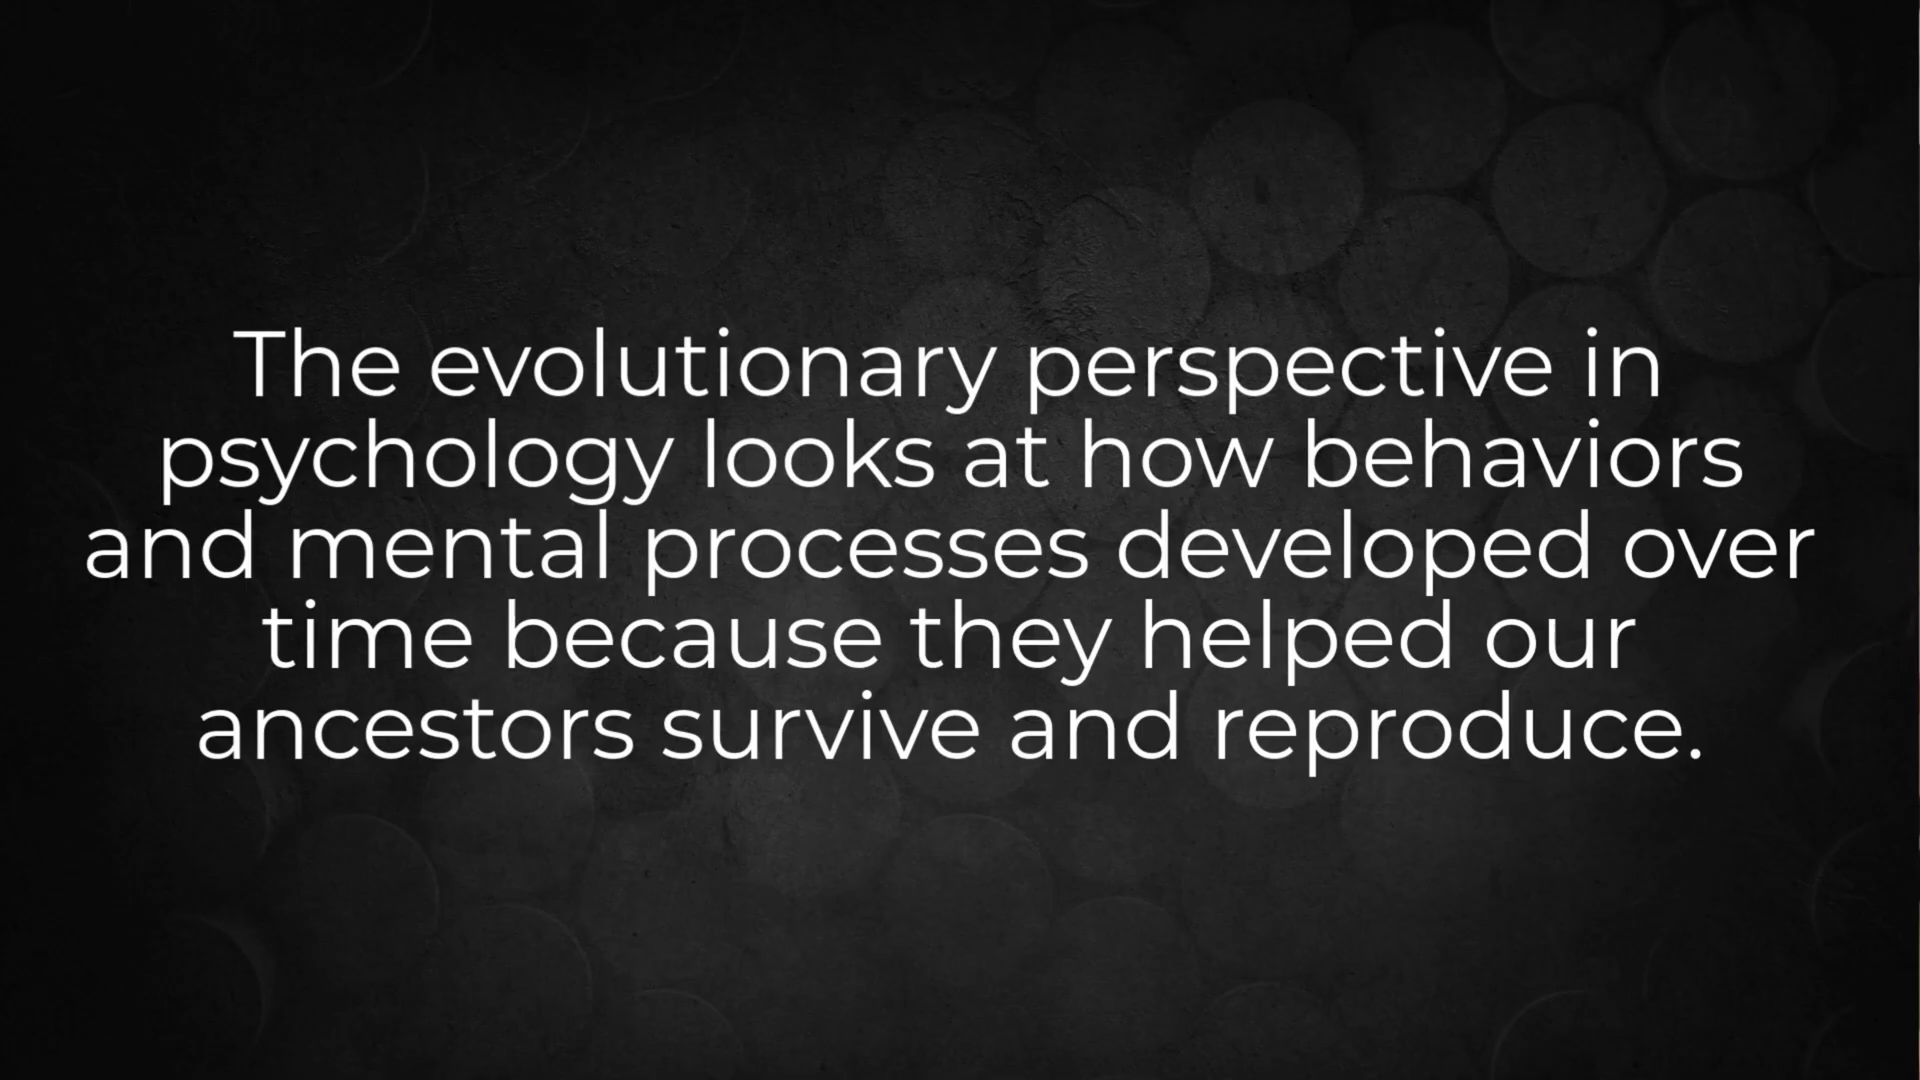 The evolutionary perspective in
psychology looks at how behaviors
and mental processes developed over
time because they helped our
ancestors survive and reproduce.